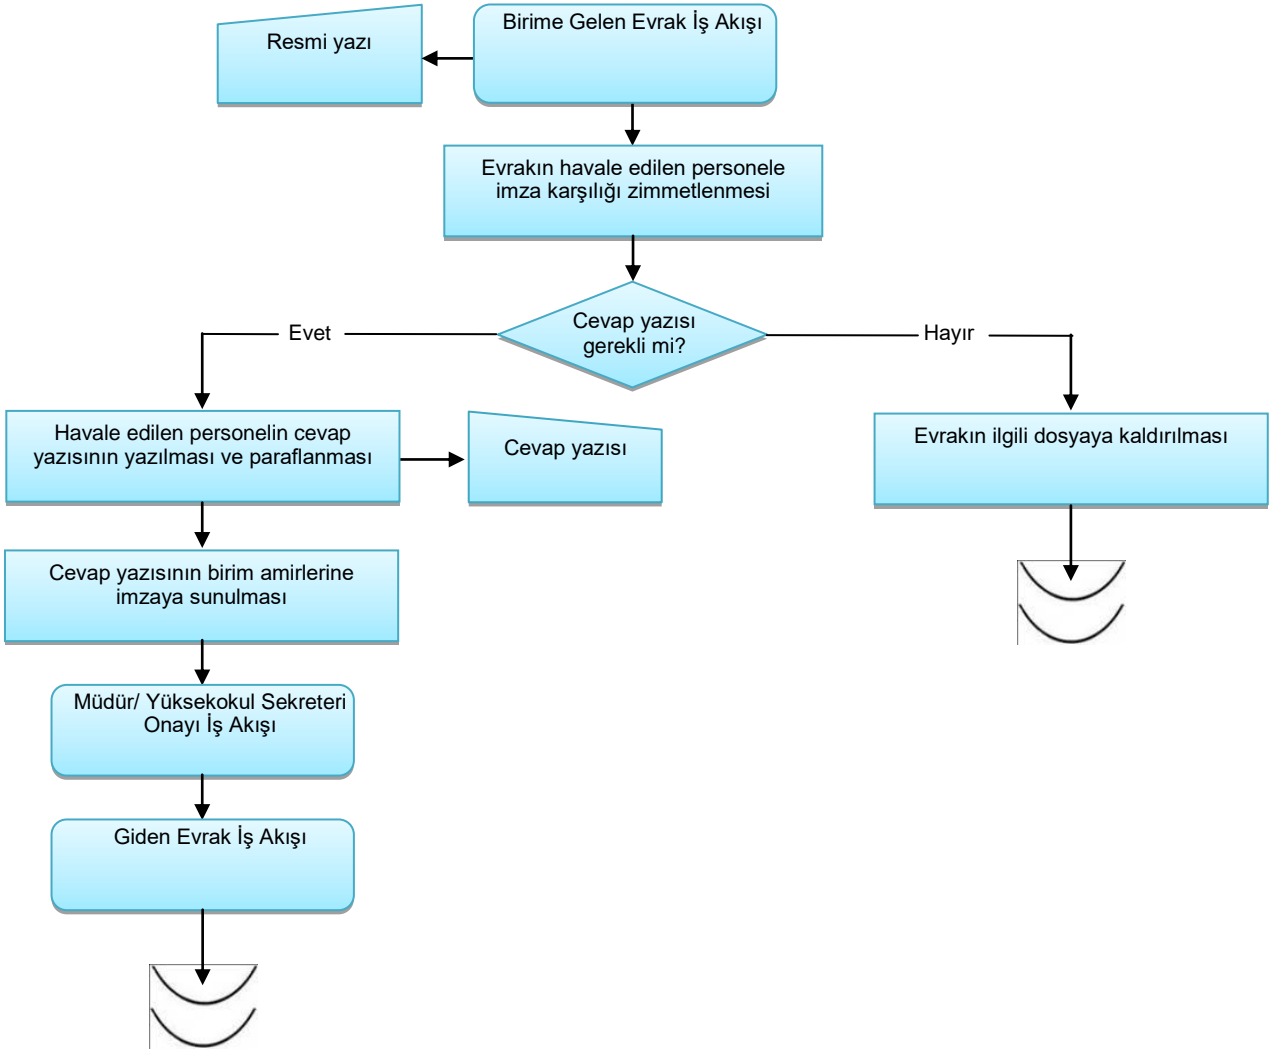 Resmi yazı
Birime Gelen Evrak İş Akışı
Evrakın havale edilen personele
imza karşılığı zimmetlenmesi
Cevap yazısı
gerekli mi?
Evet
Hayır
Havale edilen personelin cevap
yazısının yazılması ve paraflanması
Cevap yazısı
Evrakın ilgili dosyaya kaldırılması
Cevap yazısının birim amirlerine
imzaya sunulması
Müdür/ Yüksekokul Sekreteri
Onayı İş Akışı
Giden Evrak İş Akışı